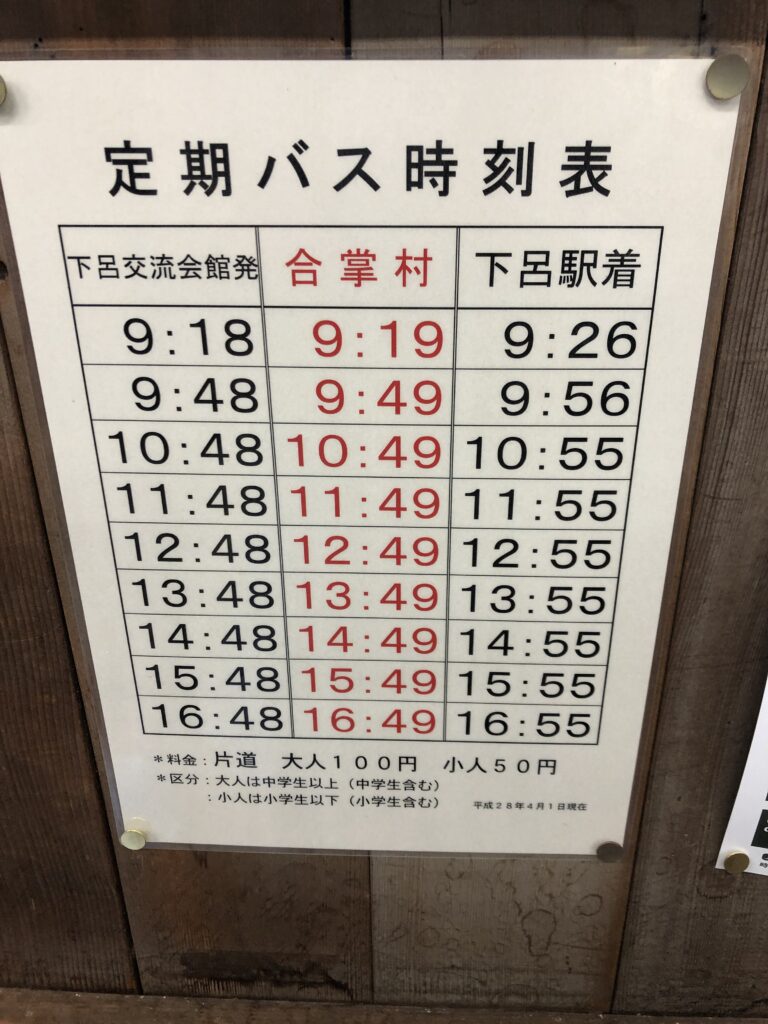 定期バス時刻表
下呂交流会館発 合掌村 下呂駅着
9:18 9:19 9:26
9:48 9:49 9:56
10:48 10:49 10:55
11:48 11:49 11:55
12:48 12:49 12:55
13:48 13:49 13:55
14:48 14:49 14:55
15:48 15:49 15:55
16:48 16:49 16:55
*料金:片道 大人100円 小人50円
*区分:大人は中学生以上(中学生含む)
:小人は小学生以下(小学生含む) 平成28年4月1日現在